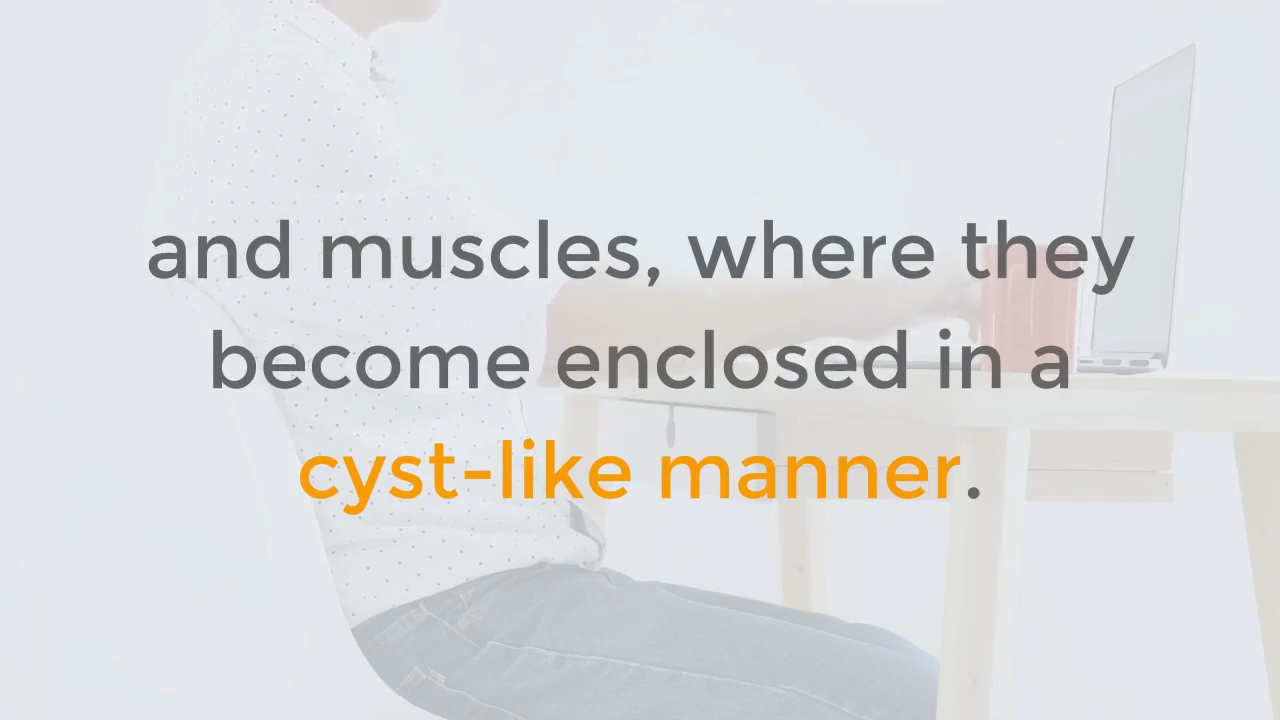 and muscles, where they
become enclosed in a
cyst-like manner.